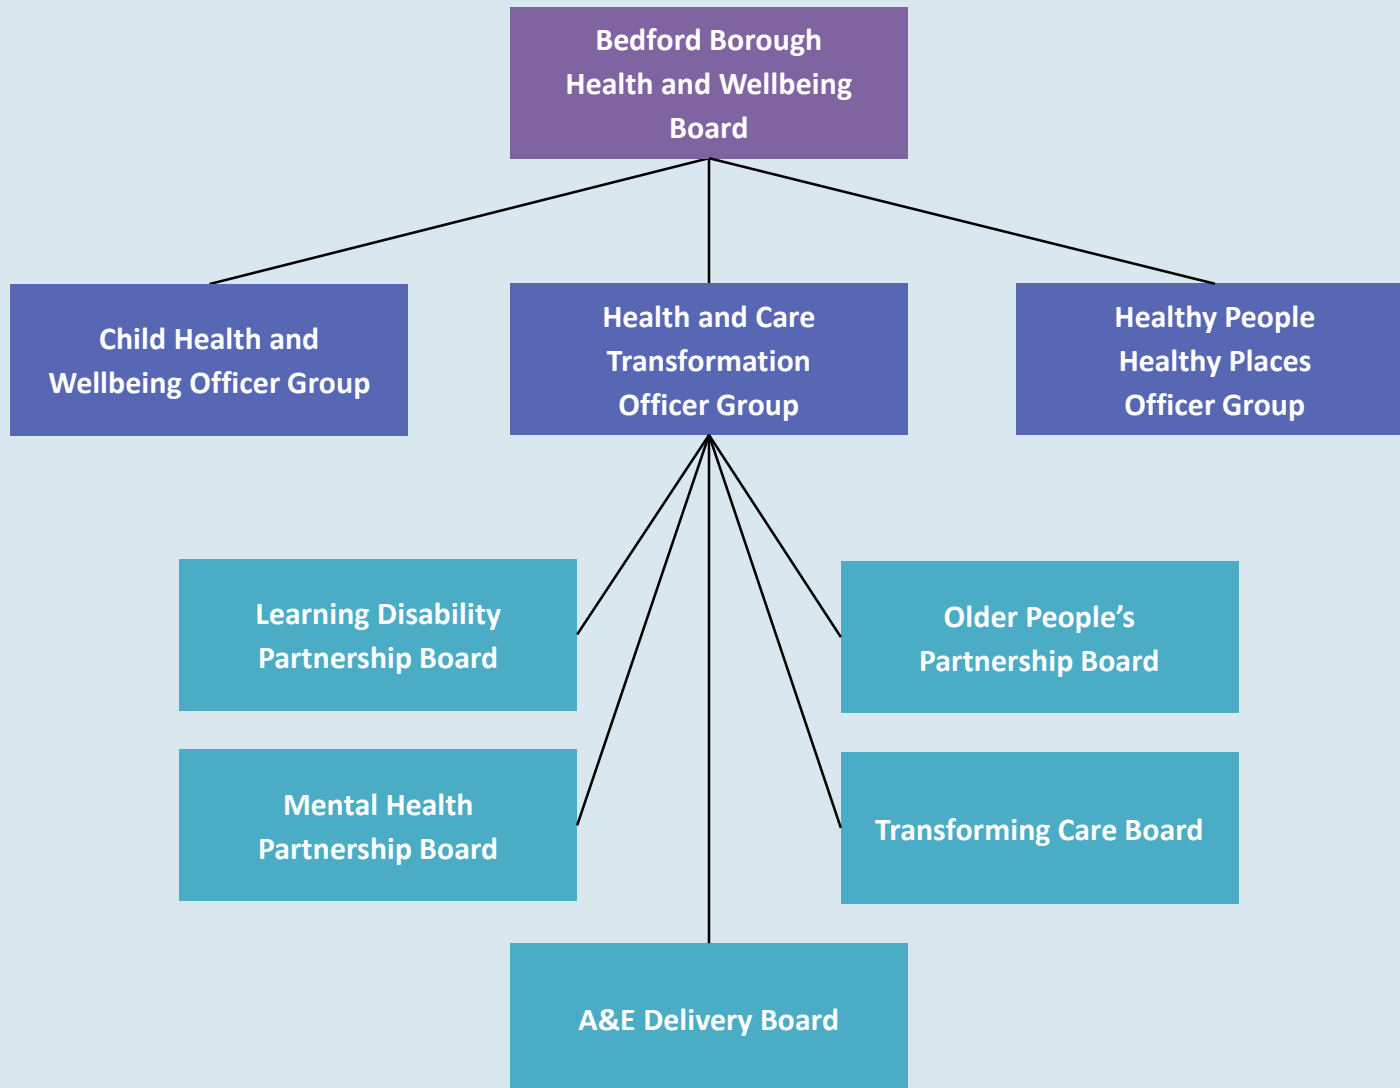 Bedford Borough
Health and Wellbeing
Board
Child Health and
Wellbeing Officer Group
Health and Care
Transformation
Officer Group
Healthy People
Healthy Places
Officer Group
Learning Disability
Partnership Board
Older People’s
Partnership Board
Mental Health
Partnership Board
Transforming Care Board
A&E Delivery Board